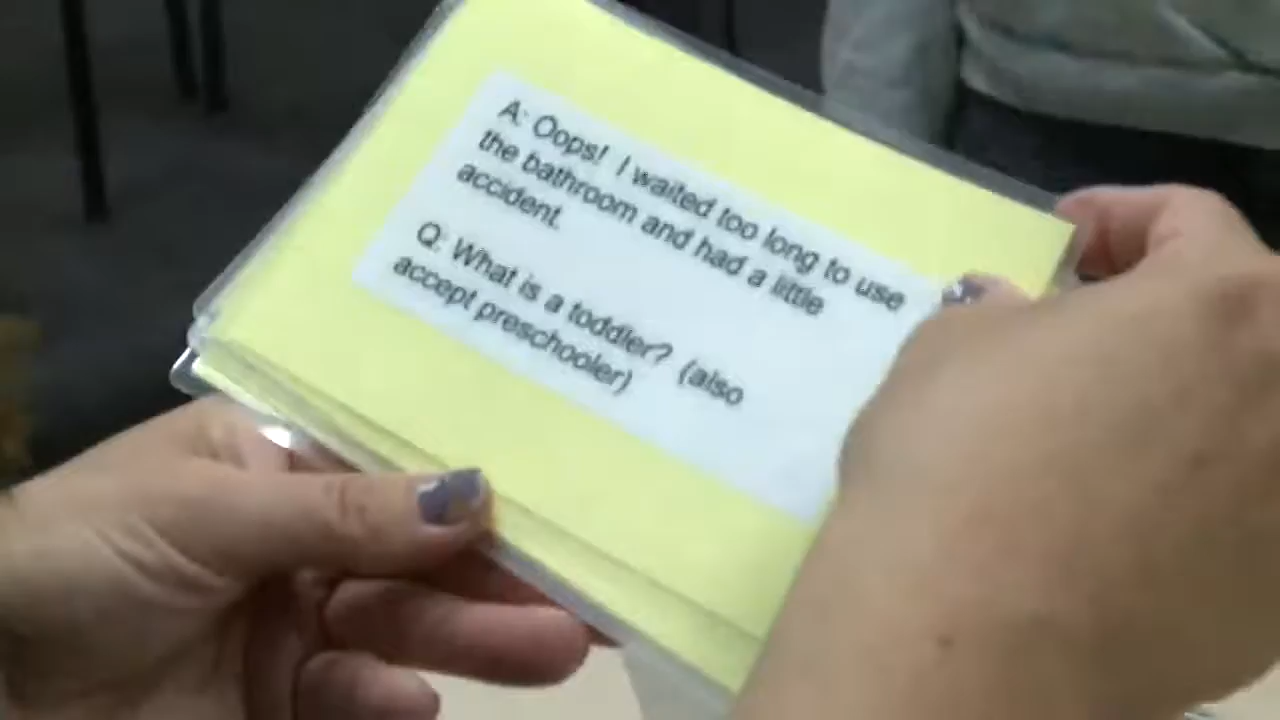 A: Oops! I waited too long to use
the bathroom and had a little
accident.
Q: What is a toddler? (also
accept preschooler)